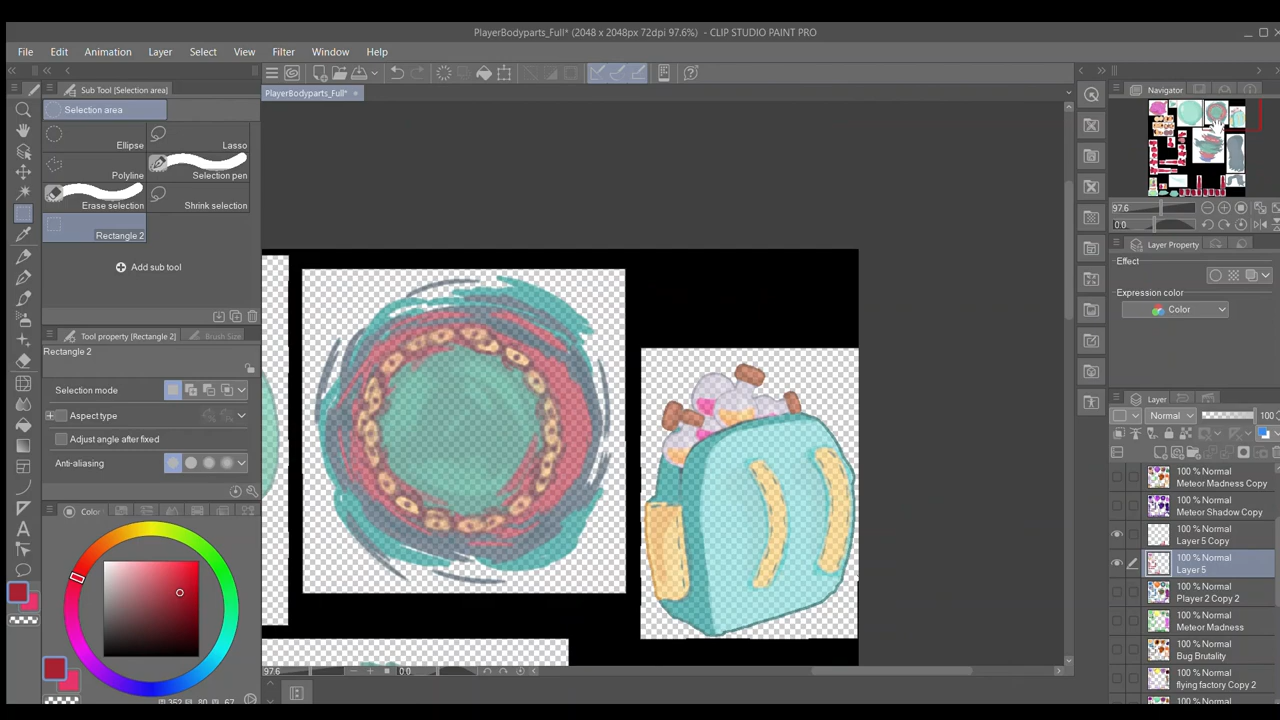 PlayerBodyparts_Full* (2048 x 2048px 72dpi 97.6%) - CLIP STUDIO PAINT PRO
File Edit Animation Layer Select View Filter Window Help
Sub Tool [Selection area]
PlayerBodyparts_Full*
Navigator
Selection area
Ellipse
Lasso
Polyline
Selection pen
Erase selection
Shrink selection
Rectangle 2
Add sub tool
97.6
0.0
Layer Property
Effect
Expression color
Color
Tool property [Rectangle 2]
Brush Size
Rectangle 2
Selection mode
Aspect type
Adjust angle after fixed
Anti-aliasing
Color
352 80 67
97.6
0.0
Layer
Normal
100
100 % Normal
Meteor Madness Copy
100 % Normal
Meteor Shadow Copy
100 % Normal
Layer 5 Copy
100 % Normal
Layer 5
100 % Normal
Player 2 Copy 2
100 % Normal
Meteor Madness
100 % Normal
Bug Brutality
100 % Normal
flying factory Copy 2
100 % Normal